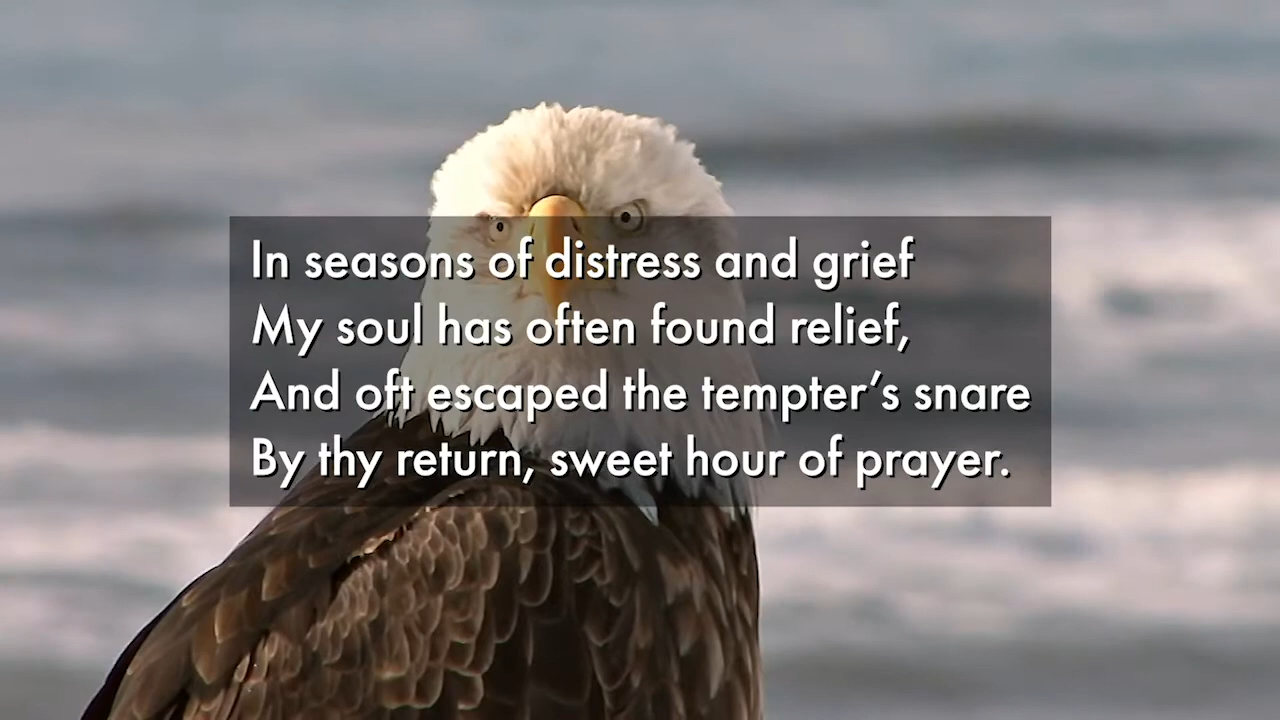 In seasons of distress and grief
My soul has often found relief,
And oft escaped the tempter’s snare
By thy return, sweet hour of prayer.